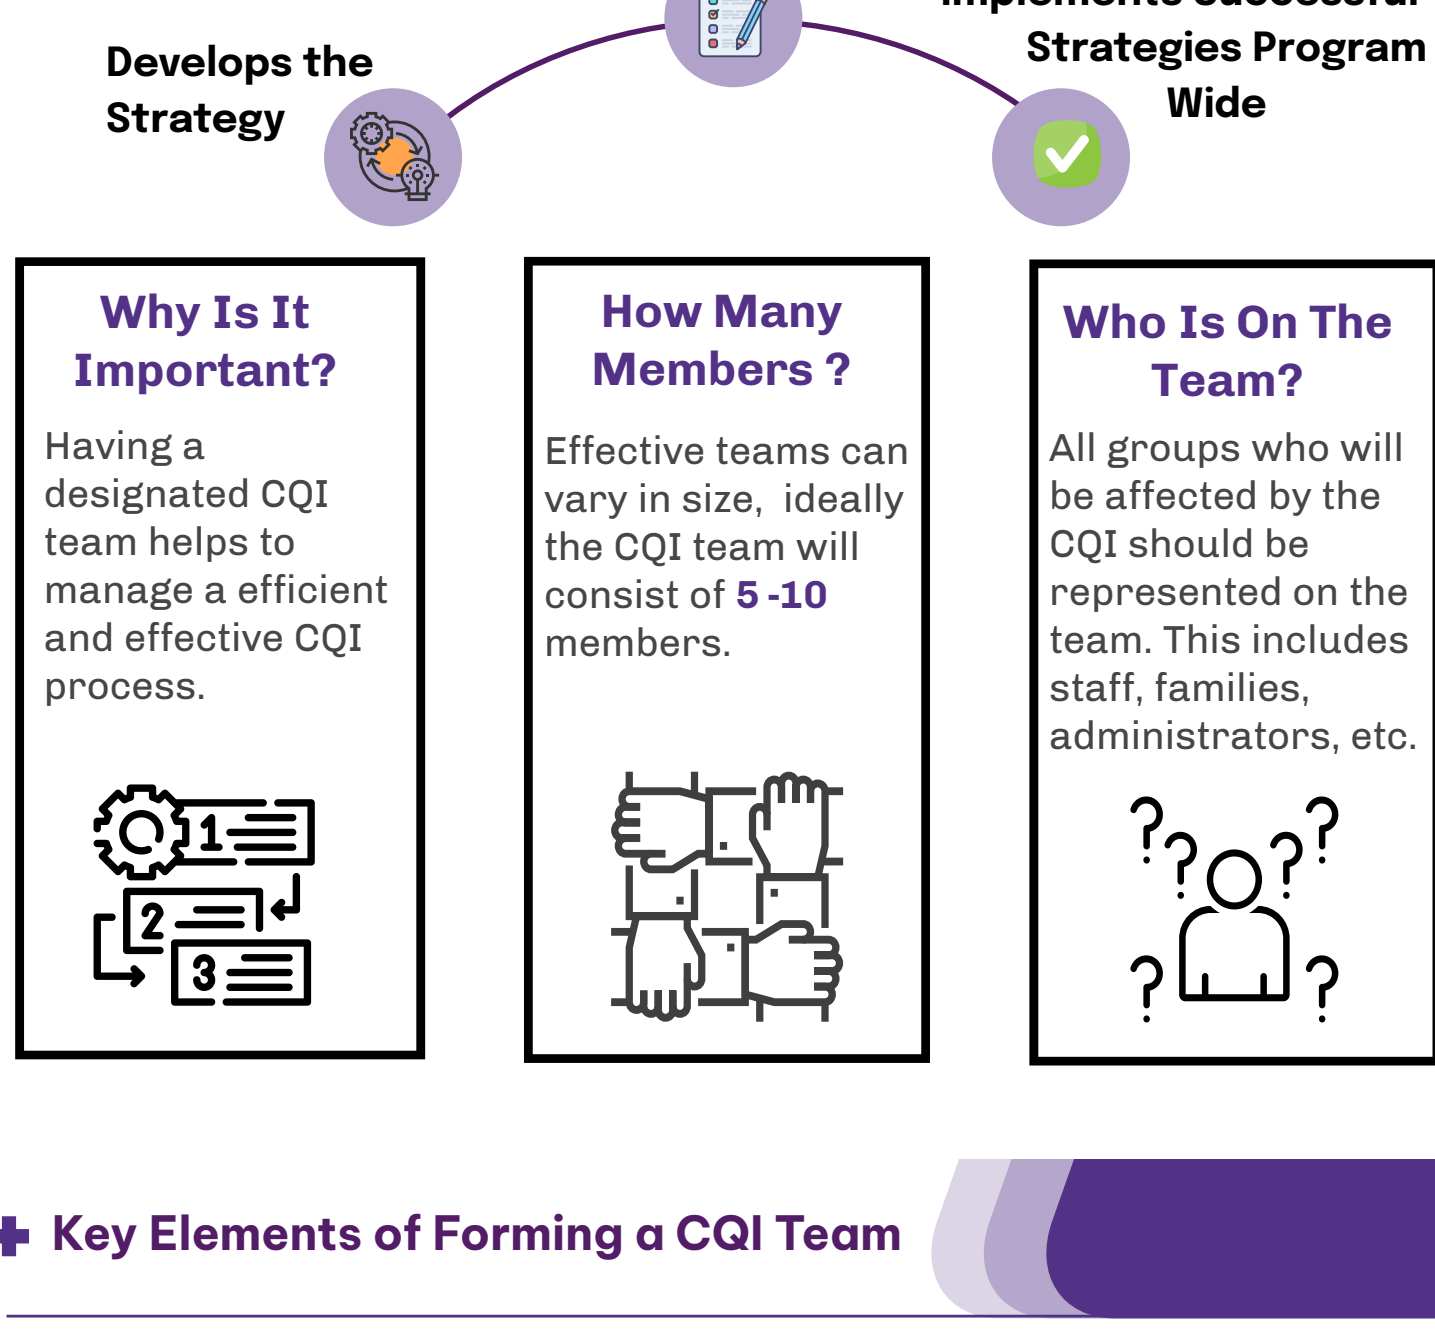 Implements Successful
Develops the
Strategy
Strategies Program
Wide
Why Is It
Important?
Having a
designated CQI
team helps to
manage a efficient
and effective CQI
process.
1
2
3
How Many
Members ?
Effective teams can
vary in size,  ideally
the CQI team will
consist of 5 -10
members.
Who Is On The
Team?
All groups who will
be affected by the
CQI should be
represented on the
team. This includes
staff, families,
administrators, etc.
? ? ? ? ? ?
Key Elements of Forming a CQI Team